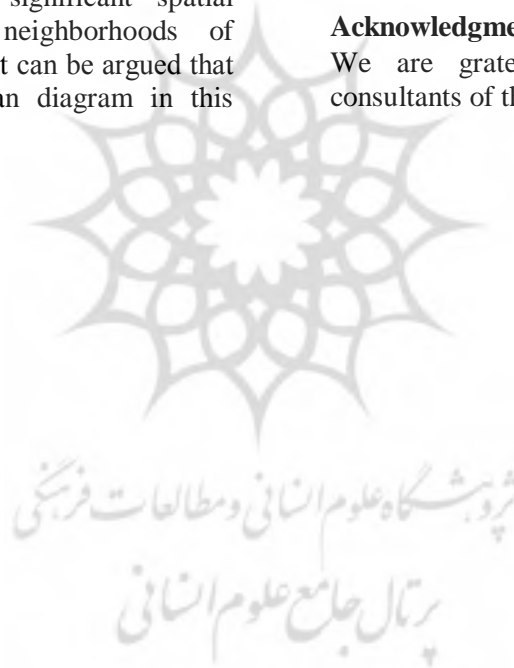 significant spatial
neighborhoods of
t can be argued that
an diagram in this
Acknowledgme
We are grate
consultants of th
پژوهشگاه علوم انسانی و مطالعات فرهنگی
پرتال جامع علوم انسانی